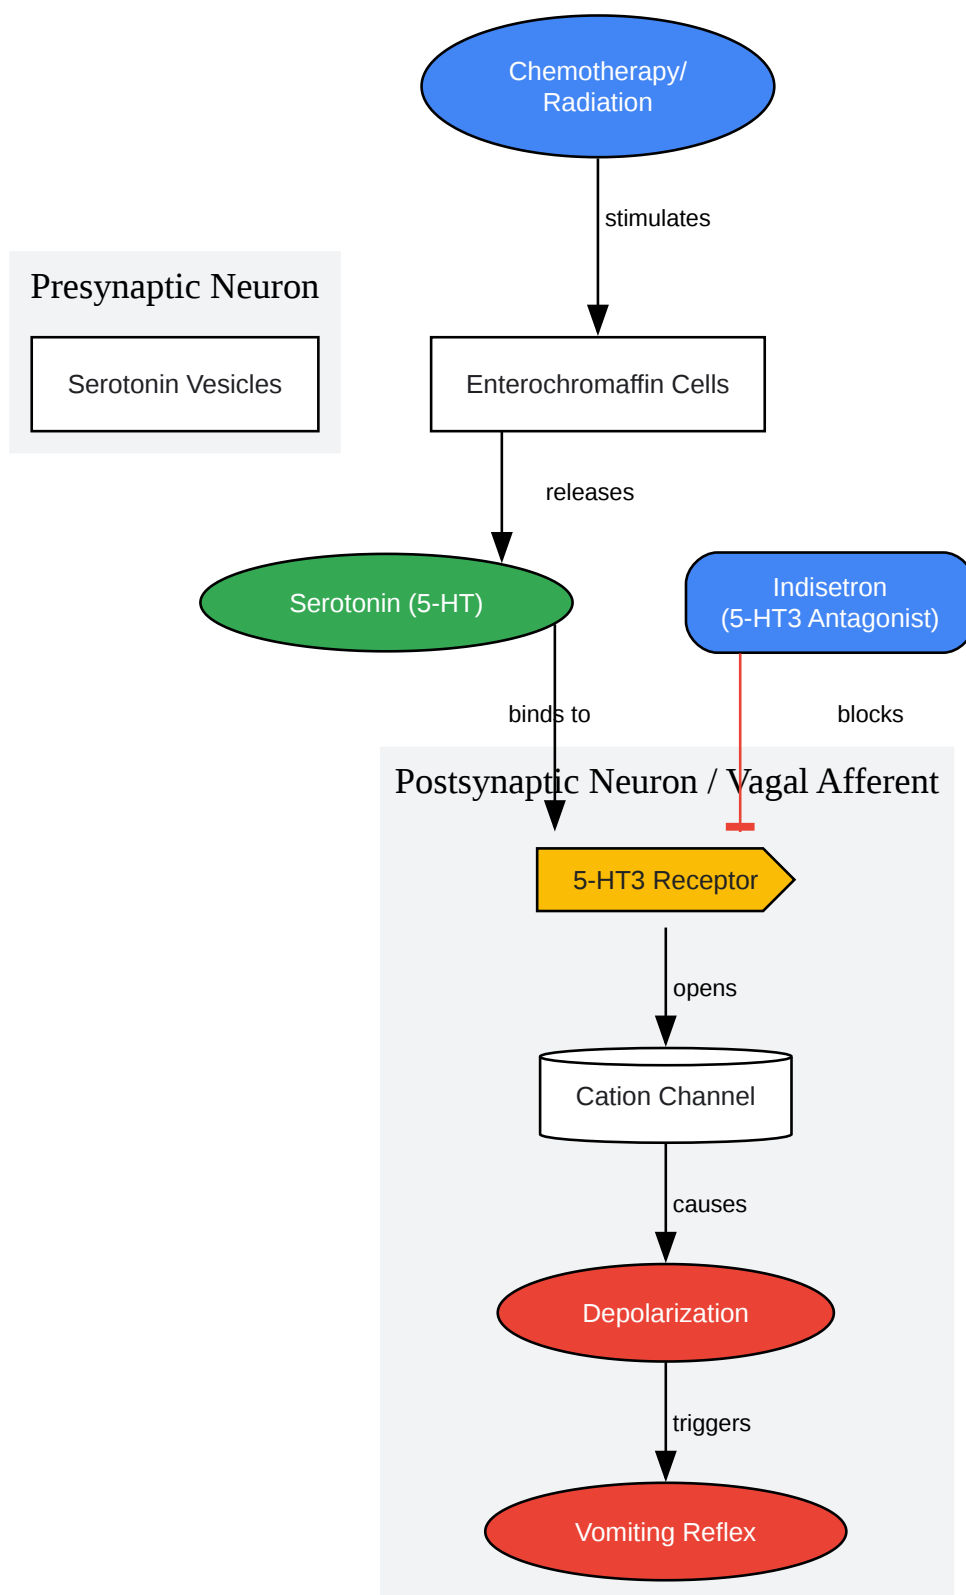 Chemotherapy/
Radiation
stimulates
Presynaptic Neuron
Serotonin Vesicles
Enterochromaffin Cells
releases
Serotonin (5-HT)
Indisetron
(5-HT3 Antagonist)
binds to
blocks
Postsynaptic Neuron / Vagal Afferent
5-HT3 Receptor
opens
Cation Channel
causes
Depolarization
triggers
Vomiting Reflex